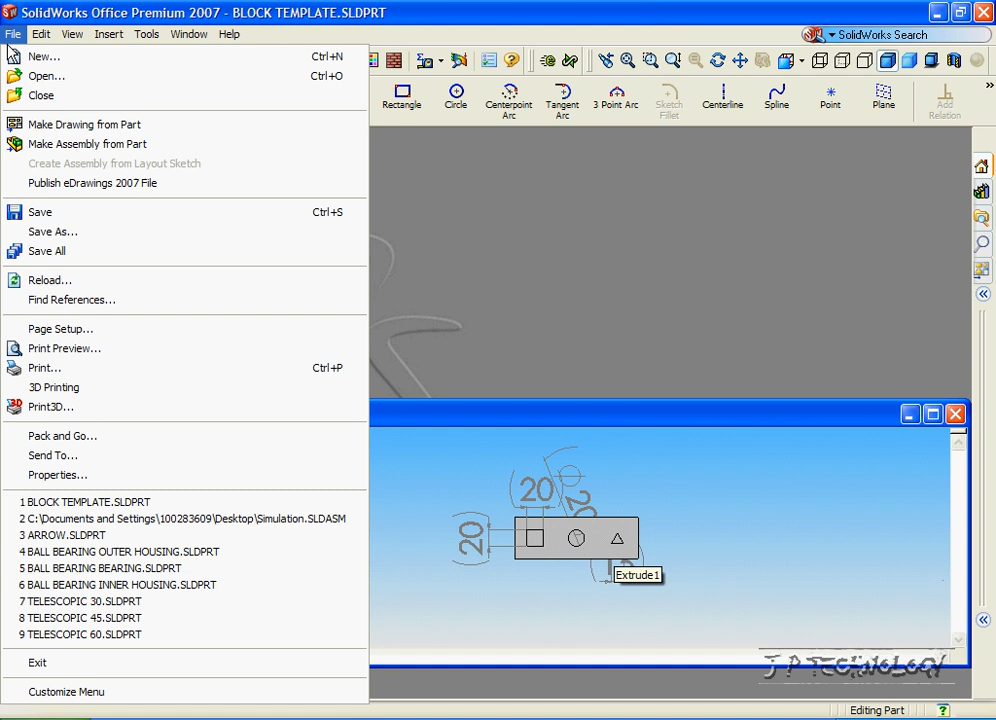 SolidWorks Office Premium 2007 - BLOCK TEMPLATE.SLDPRT
File Edit View Insert Tools Window Help
SolidWorks Search
New... Ctrl+N
Open... Ctrl+O
Close
Make Drawing from Part
Make Assembly from Part
Create Assembly from Layout Sketch
Publish eDrawings 2007 File
Save Ctrl+S
Save As...
Save All
Reload...
Find References...
Page Setup...
Print Preview...
Print... Ctrl+P
3D Printing
Print3D...
Pack and Go...
Send To...
Properties...
1 BLOCK TEMPLATE.SLDPRT
2 C:\Documents and Settings\100283609\Desktop\Simulation.SLDASM
3 ARROW.SLDPRT
4 BALL BEARING OUTER HOUSING.SLDPRT
5 BALL BEARING BEARING.SLDPRT
6 BALL BEARING INNER HOUSING.SLDPRT
7 TELESCOPIC 30.SLDPRT
8 TELESCOPIC 45.SLDPRT
9 TELESCOPIC 60.SLDPRT
Exit
Customize Menu
Rectangle
Circle
Centerpoint
Arc
Tangent
Arc
3 Point Arc
Sketch
Fillet
Centerline
Spline
Point
Plane
Add
Relation
20
20
20
Extrude1
J P TECHNOLOGY
Editing Part